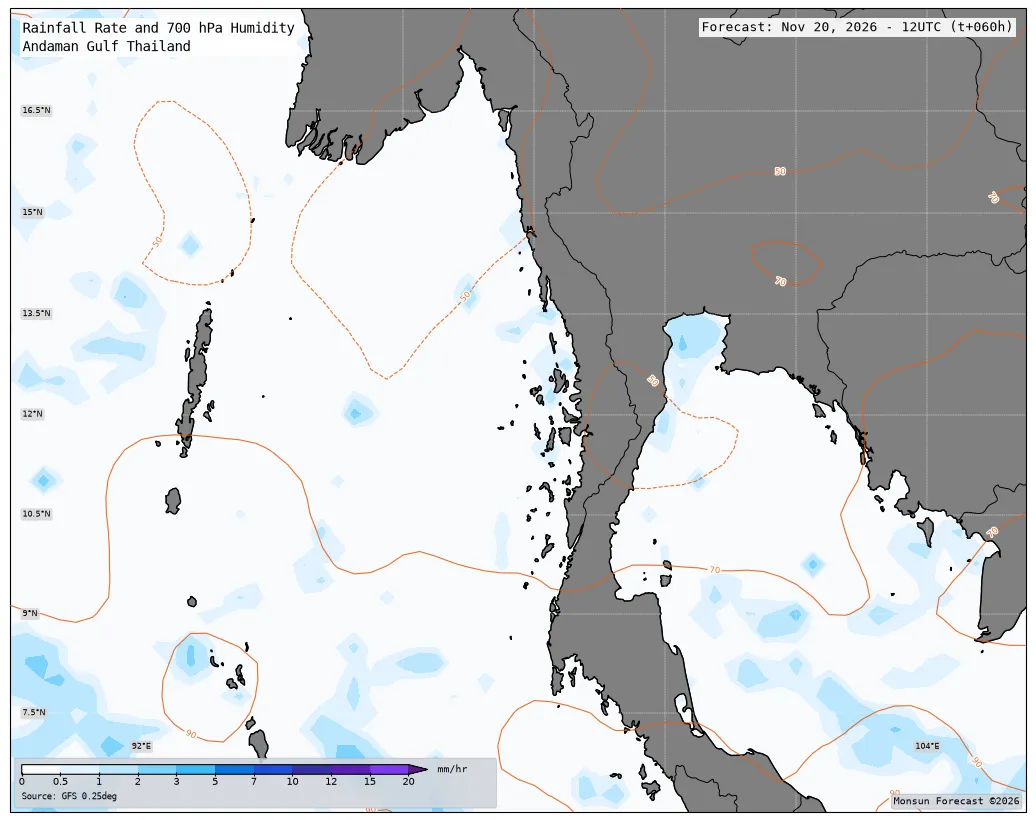 Rainfall Rate and 700 hPa Humidity
Andaman Gulf Thailand
Forecast: Nov 20, 2026 - 12UTC (t+060h)
16.5°N
50
70
15°N
50
70
50
13.5°N
50
12°N
10.5°N
70
70
9°N
7.5°N
90
92°E
104°E
90
0 0.5 1 2 3 5 7 10 12 15 20 mm/hr
Source: GFS 0.25deg
90
90
Monsun Forecast ©2026